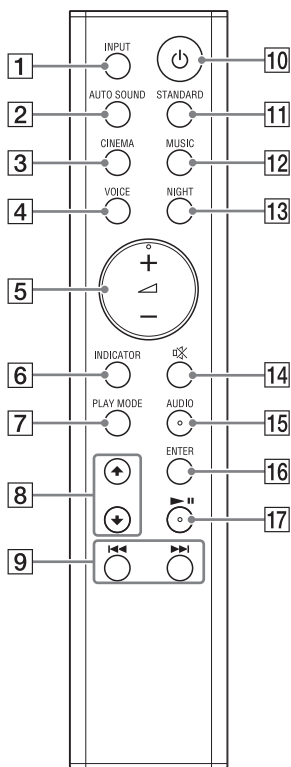 INPUT
1
10
AUTO SOUND STANDARD
2
11
CINEMA MUSIC
3
12
VOICE NIGHT
4
13
+
5
−
INDICATOR
6
14
PLAY MODE AUDIO
7
15
ENTER
8
16
17
9